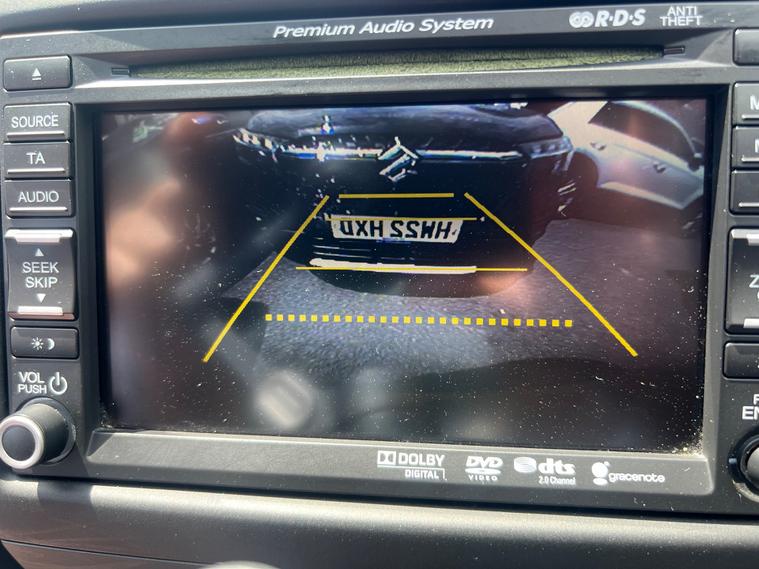 Premium Audio System
R·D·S
ANTI THEFT
SOURCE
TA
AUDIO
SEEK
SKIP
VOL
PUSH
HW22 HXD
DOLBY
DIGITAL
DVD
VIDEO
dts
2.0 Channel
gracenote